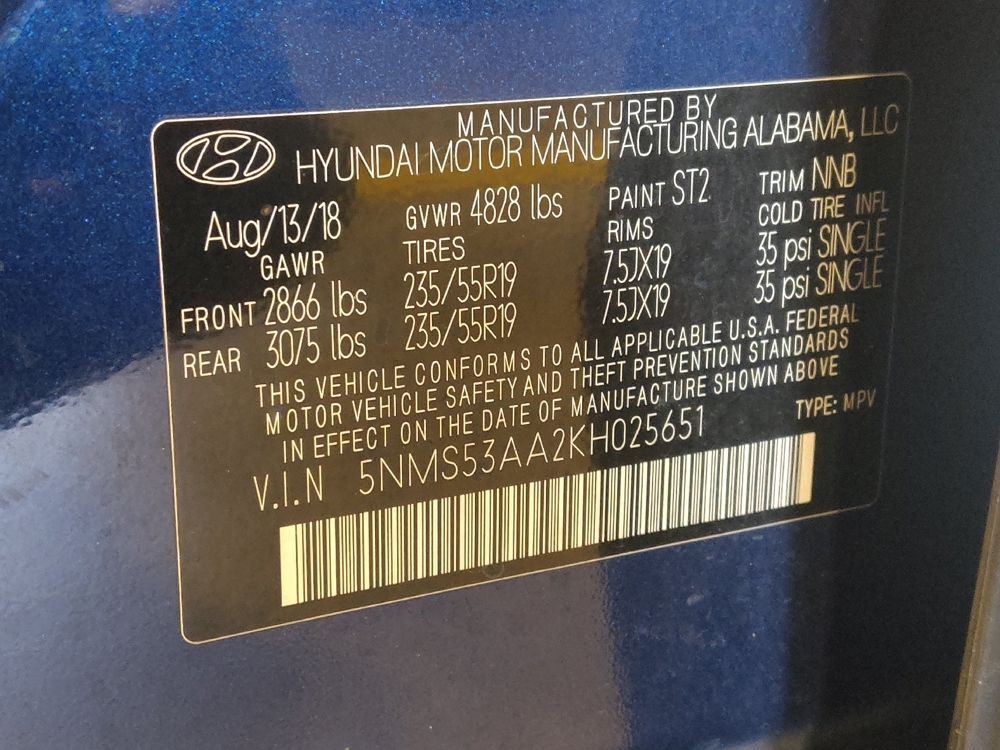 MANUFACTURED BY
HYUNDAI MOTOR MANUFACTURING ALABAMA, LLC
Aug/13/18 GVWR 4828 lbs PAINT ST2 TRIM NNB
GAWR TIRES RIMS COLD TIRE INFL
FRONT 2866 lbs 235/55R19 7.5JX19 35 psi SINGLE
REAR 3075 lbs 235/55R19 7.5JX19 35 psi SINGLE
THIS VEHICLE CONFORMS TO ALL APPLICABLE U.S.A. FEDERAL
MOTOR VEHICLE SAFETY AND THEFT PREVENTION STANDARDS
IN EFFECT ON THE DATE OF MANUFACTURE SHOWN ABOVE
V.I.N 5NMS53AA2KH025651 TYPE: MPV